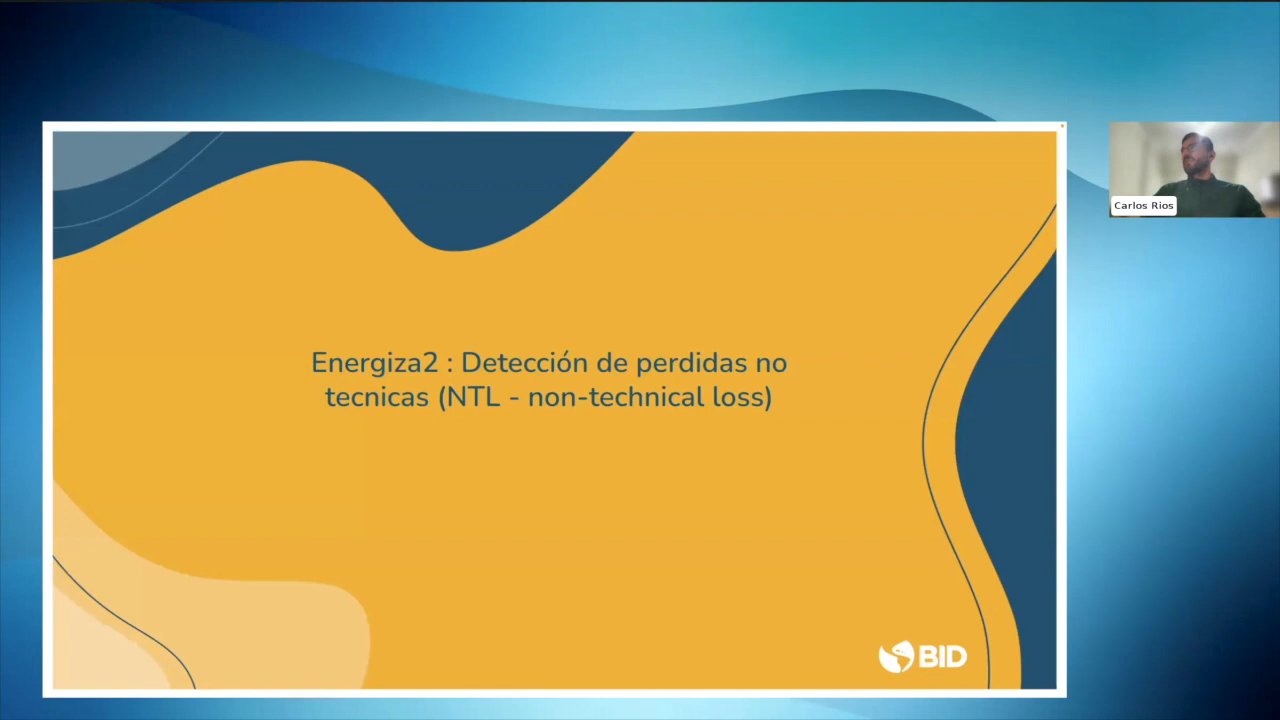 Energiza2 : Detección de perdidas no
tecnicas (NTL - non-technical loss)
BID
Carlos Rios